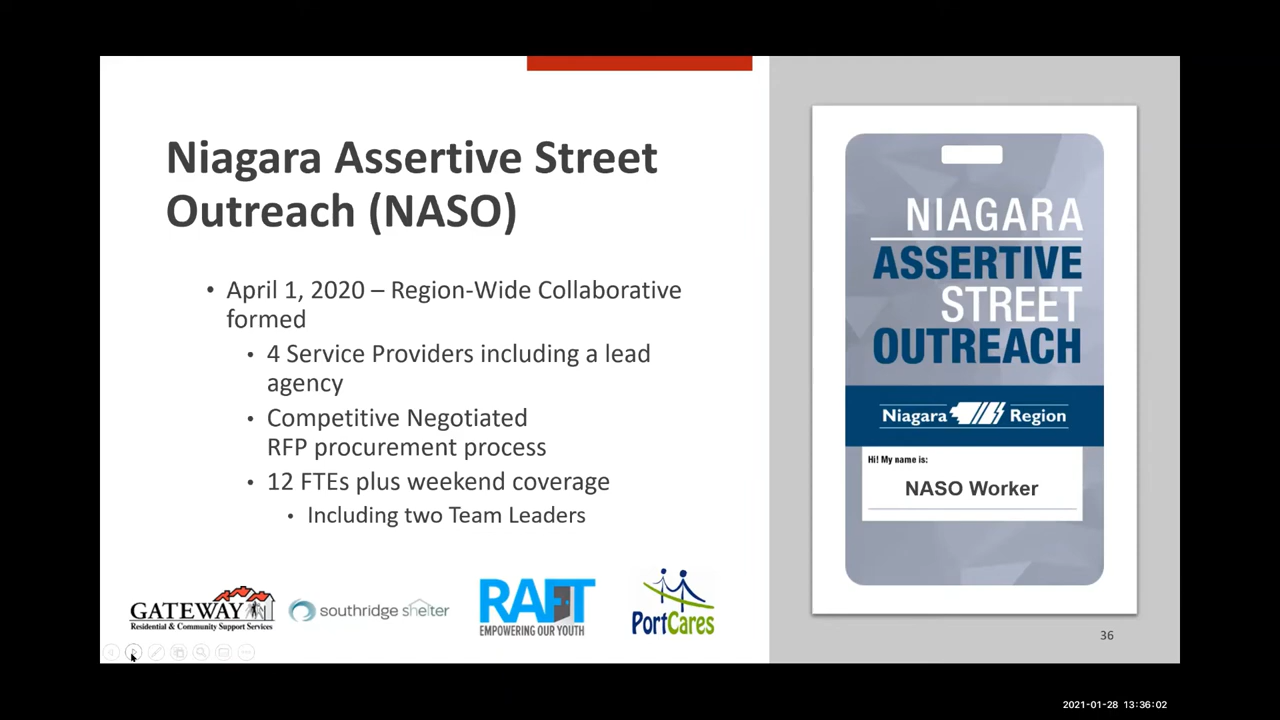 Niagara Assertive Street
Outreach (NASO)
• April 1, 2020 – Region-Wide Collaborative
formed
• 4 Service Providers including a lead
agency
• Competitive Negotiated
RFP procurement process
• 12 FTEs plus weekend coverage
• Including two Team Leaders
GATEWAY
Residential & Community Support Services
southridge shelter
RAFT
EMPOWERING OUR YOUTH
PortCares
NIAGARA
ASSERTIVE
STREET
OUTREACH
Niagara Region
Hi! My name is:
NASO Worker
36
2021-01-28 13:36:02